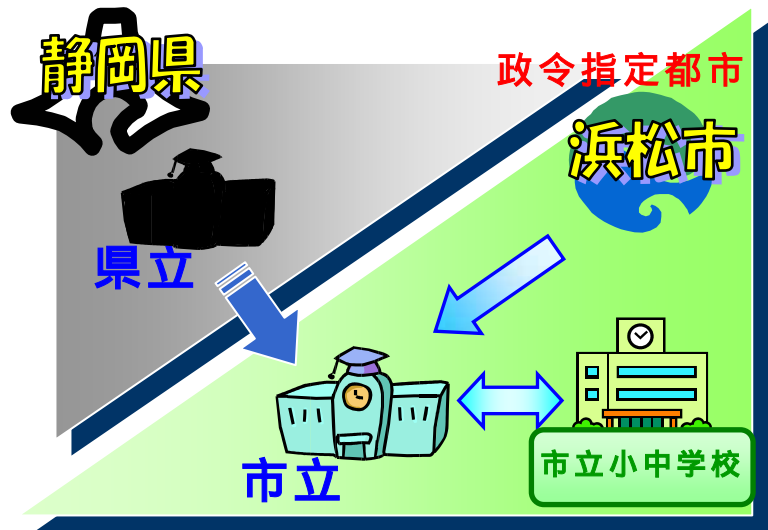 静岡県
政令指定都市
浜松市
県立
市立
市立小中学校